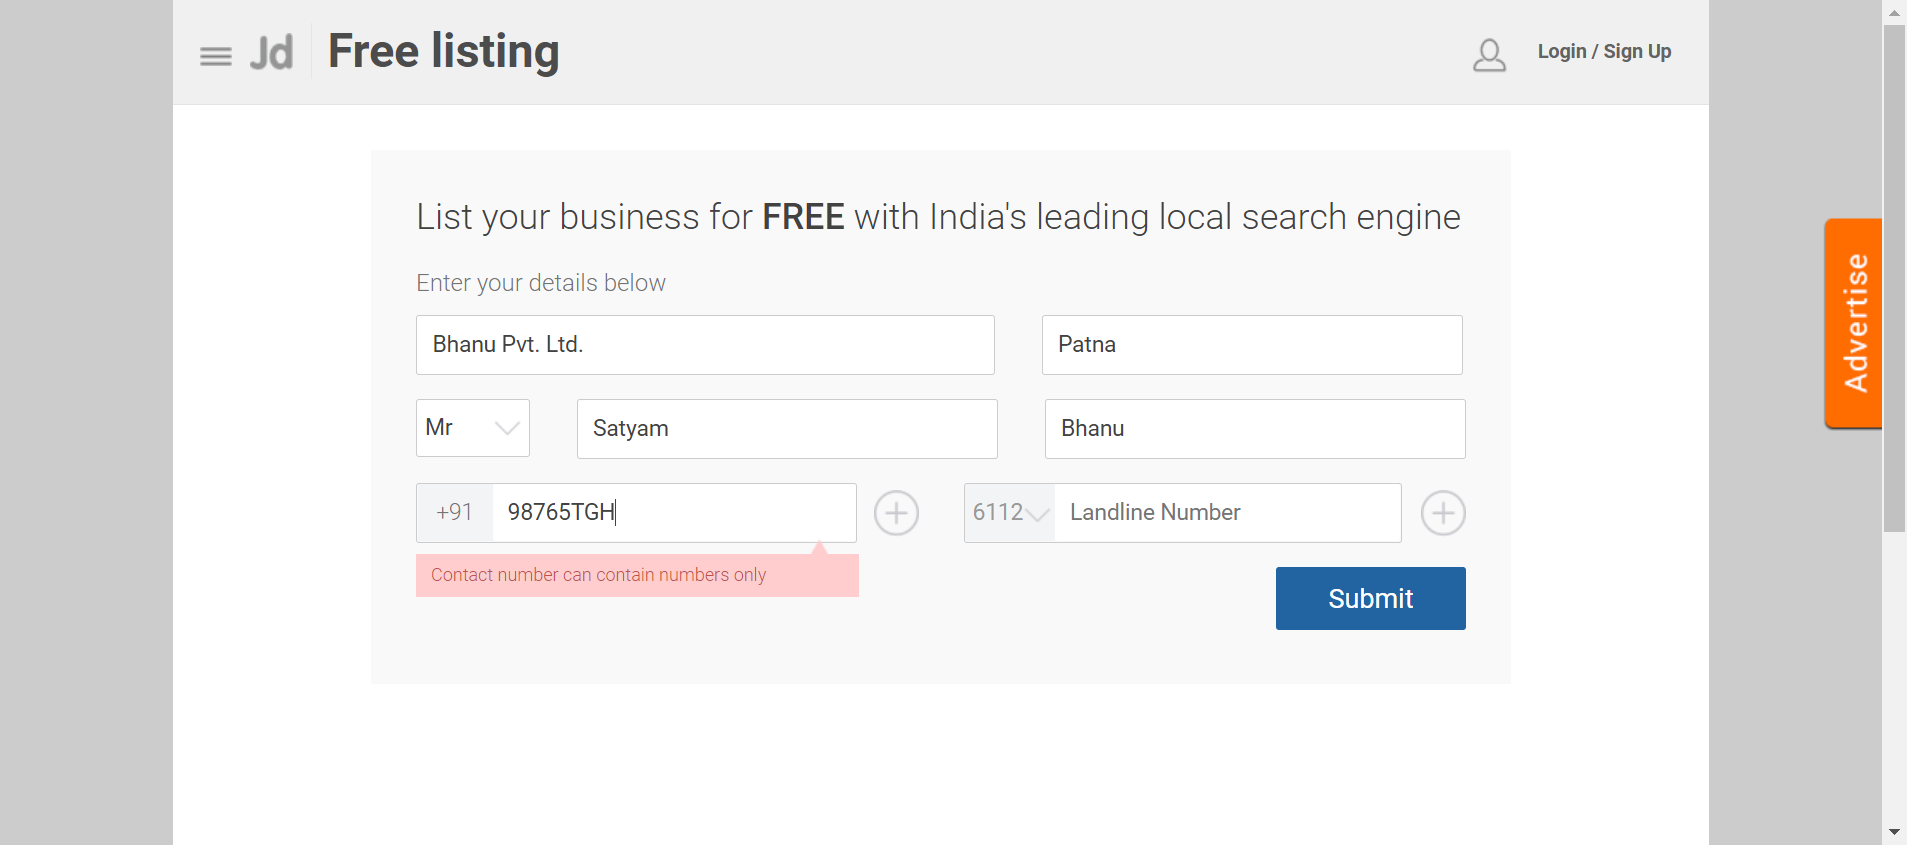 Jd Free listing Login / Sign Up
List your business for FREE with India's leading local search engine
Enter your details below
Bhanu Pvt. Ltd. Patna
Mr Satyam Bhanu
+91 98765TGH 6112 Landline Number
Contact number can contain numbers only
Submit
Advertise